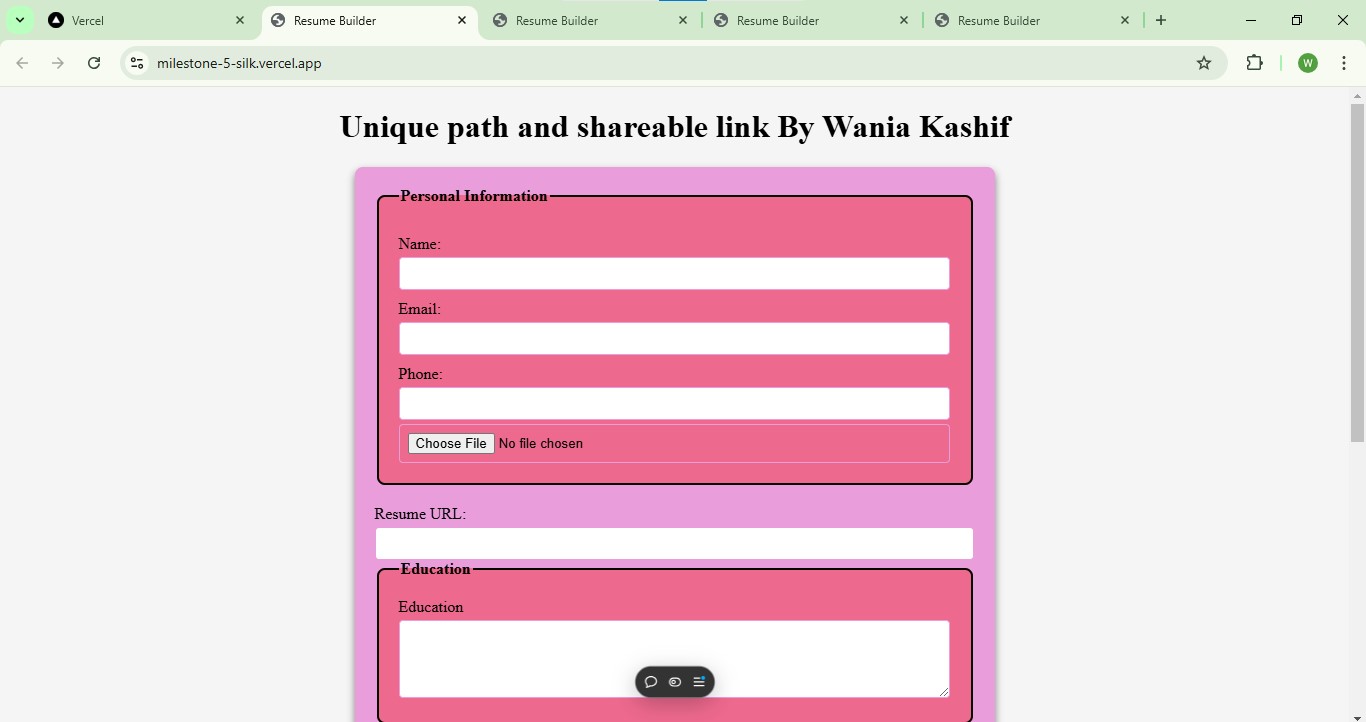 Vercel
Resume Builder
Resume Builder
Resume Builder
Resume Builder
milestone-5-silk.vercel.app
W
Unique path and shareable link By Wania Kashif
Personal Information
Name:
Email:
Phone:
Choose File No file chosen
Resume URL:
Education
Education